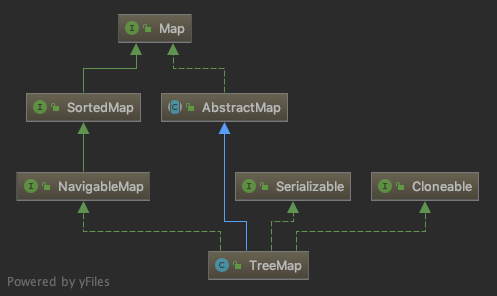 Map
SortedMap
AbstractMap
NavigableMap
Serializable
Cloneable
TreeMap
Powered by yFiles